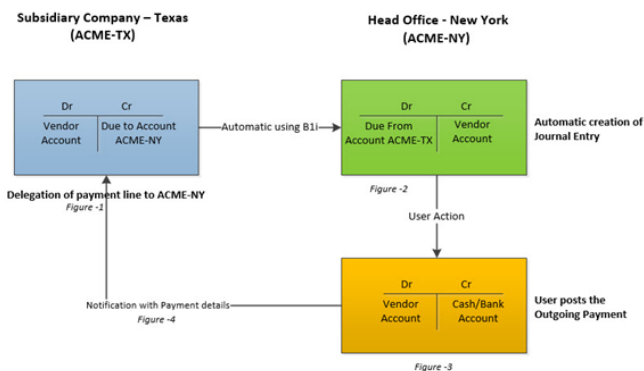 Subsidiary Company – Texas
(ACME-TX)
Head Office - New York
(ACME-NY)
Dr Cr
Vendor Due to Account
Account ACME-NY
Automatic using B1i
Dr Cr
Due From Vendor
Account ACME-TX Account
Automatic creation of
Journal Entry
Delegation of payment line to ACME-NY
Figure -1
Figure -2
User Action
Dr Cr
Vendor Cash/Bank
Account Account
User posts the
Outgoing Payment
Notification with Payment details
Figure -4
Figure -3